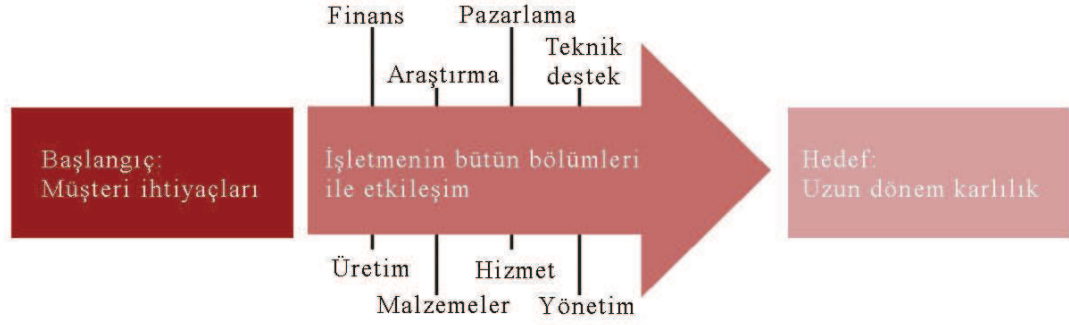 Finans
Pazarlama
Araştırma
Teknik
destek
Başlangıç:
Müşteri ihtiyaçları
İşletmenin bütün bölümleri
ile etkileşim
Hedef:
Uzun dönem karlılık
Üretim
Hizmet
Malzemeler
Yönetim